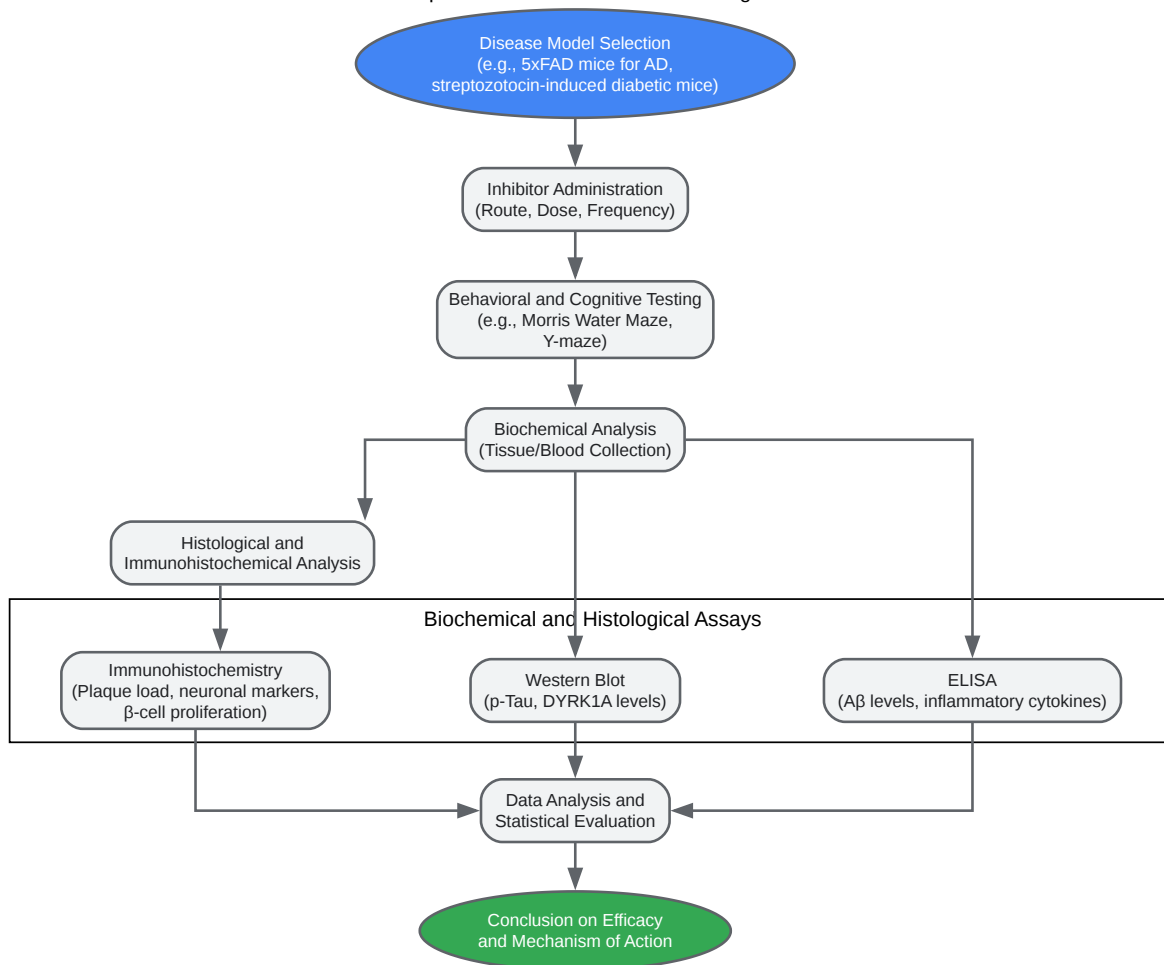 Disease Model Selection
(e.g., 5xFAD mice for AD,
streptozotocin-induced diabetic mice)
Inhibitor Administration
(Route, Dose, Frequency)
Behavioral and Cognitive Testing
(e.g., Morris Water Maze,
Y-maze)
Biochemical Analysis
(Tissue/Blood Collection)
Histological and
Immunohistochemical Analysis
Biochemical and Histological Assays
Immunohistochemistry
(Plaque load, neuronal markers,
β-cell proliferation)
Western Blot
(p-Tau, DYRK1A levels)
ELISA
(Aβ levels, inflammatory cytokines)
Data Analysis and
Statistical Evaluation
Conclusion on Efficacy
and Mechanism of Action